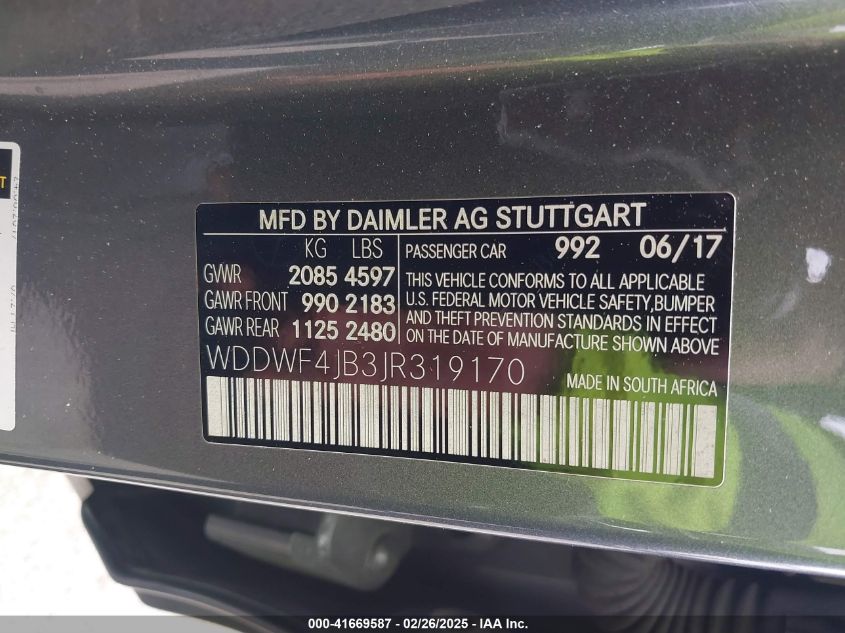 MFD BY DAIMLER AG STUTTGART
KG LBS
GVWR 2085 4597
GAWR FRONT 990 2183
GAWR REAR 1125 2480
PASSENGER CAR 992 06/17
THIS VEHICLE CONFORMS TO ALL APPLICABLE
U.S. FEDERAL MOTOR VEHICLE SAFETY,BUMPER
AND THEFT PREVENTION STANDARDS IN EFFECT
ON THE DATE OF MANUFACTURE SHOWN ABOVE
WDDWF4JB3JR319170
MADE IN SOUTH AFRICA
000-41669587 - 02/26/2025 - IAA Inc.